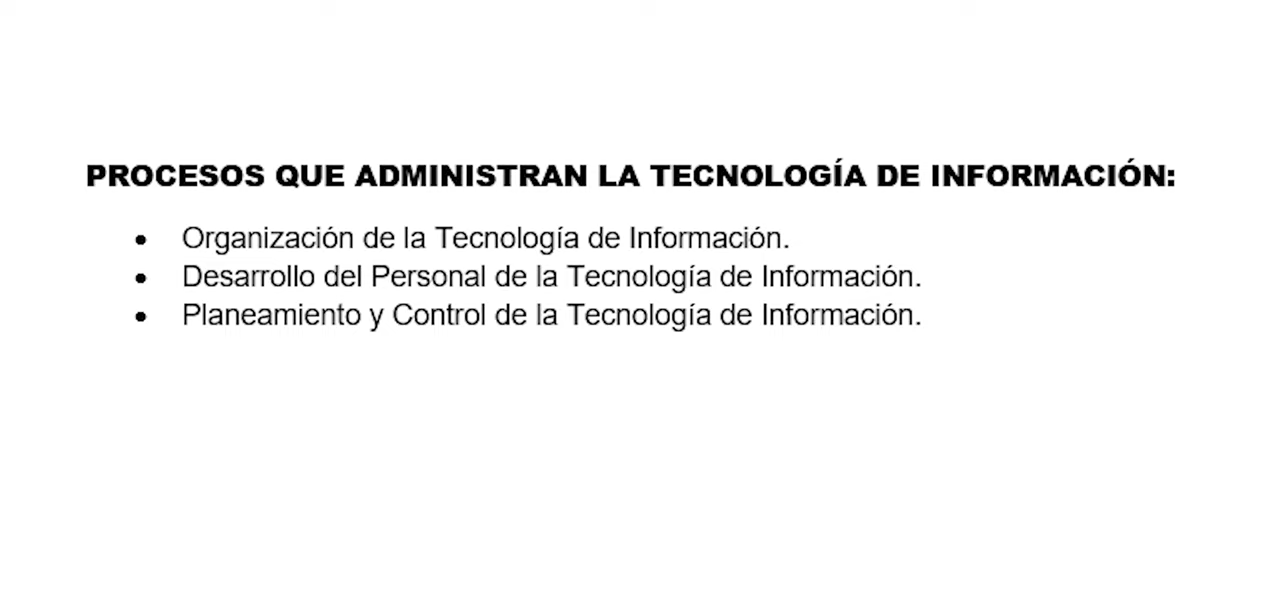 PROCESOS QUE ADMINISTRAN LA TECNOLOGÍA DE INFORMACIÓN:
• Organización de la Tecnología de Información.
• Desarrollo del Personal de la Tecnología de Información.
• Planeamiento y Control de la Tecnología de Información.